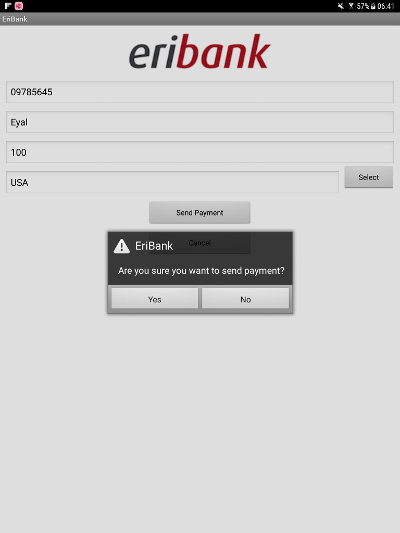 57% 06:41
EriBank
eribank
09785645
Eyal
100
USA
Select
Send Payment
Cancel
EriBank
Are you sure you want to send payment?
Yes
No